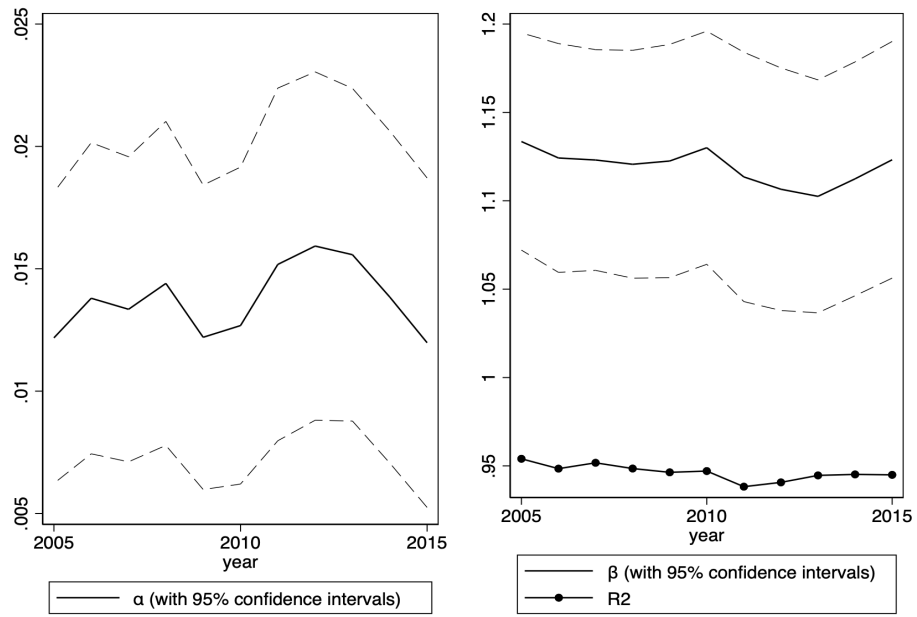 .025
.02
.015
.01
.005
2005 2010 2015
year
α (with 95% confidence intervals)
1.2
1.15
1.1
1.05
1
.95
2005 2010 2015
year
β (with 95% confidence intervals)
R2